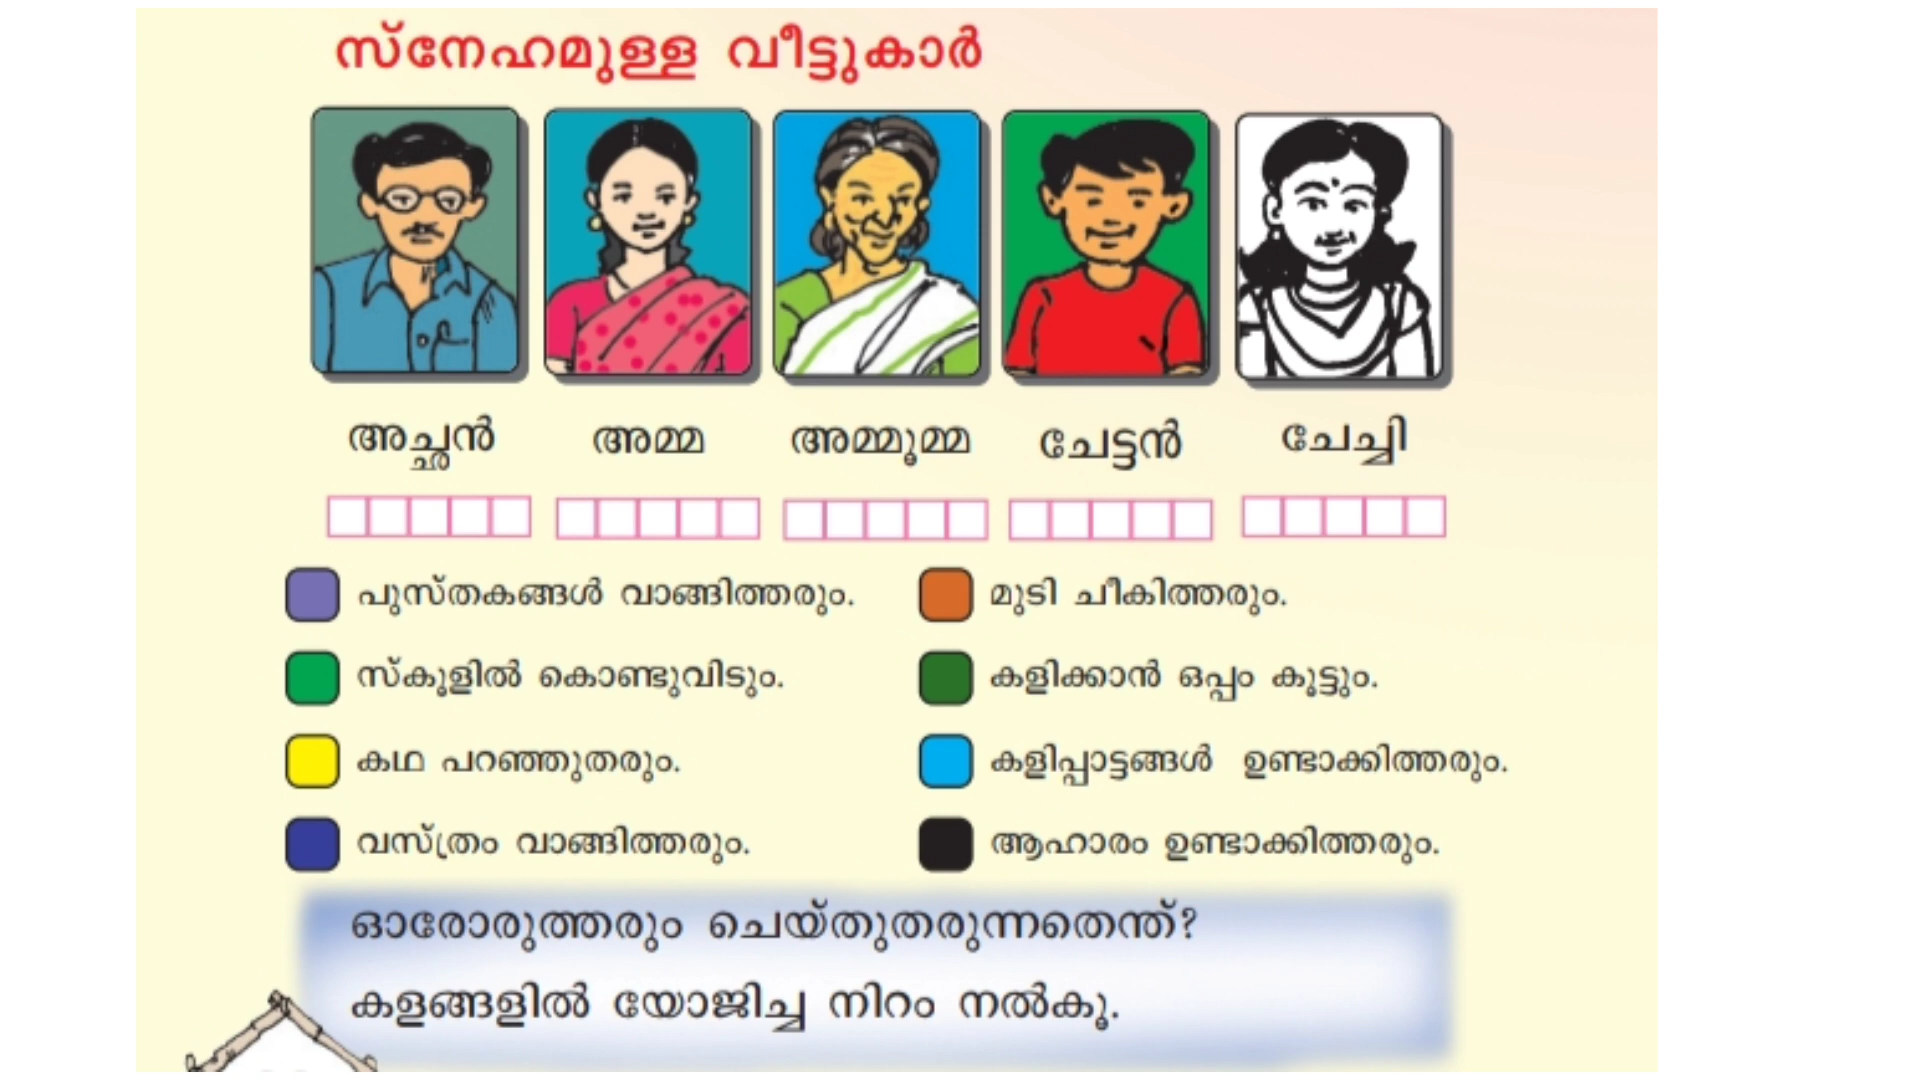 സ്നേഹമുള്ള വീട്ടുകാർ
അച്ഛൻ അമ്മ അമ്മൂമ്മ ചേട്ടൻ ചേച്ചി
പുസ്തകങ്ങൾ വാങ്ങിത്തരും. മുടി ചീകിത്തരും.
സ്കൂളിൽ കൊണ്ടുവിടും. കളിക്കാൻ ഒപ്പം കൂട്ടും.
കഥ പറഞ്ഞുതരും. കളിപ്പാട്ടങ്ങൾ ഉണ്ടാക്കിത്തരും.
വസ്ത്രം വാങ്ങിത്തരും. ആഹാരം ഉണ്ടാക്കിത്തരും.
ഓരോരുത്തരും ചെയ്തുതരുന്നതെന്ത്?
കളങ്ങളിൽ യോജിച്ച നിറം നൽകൂ.